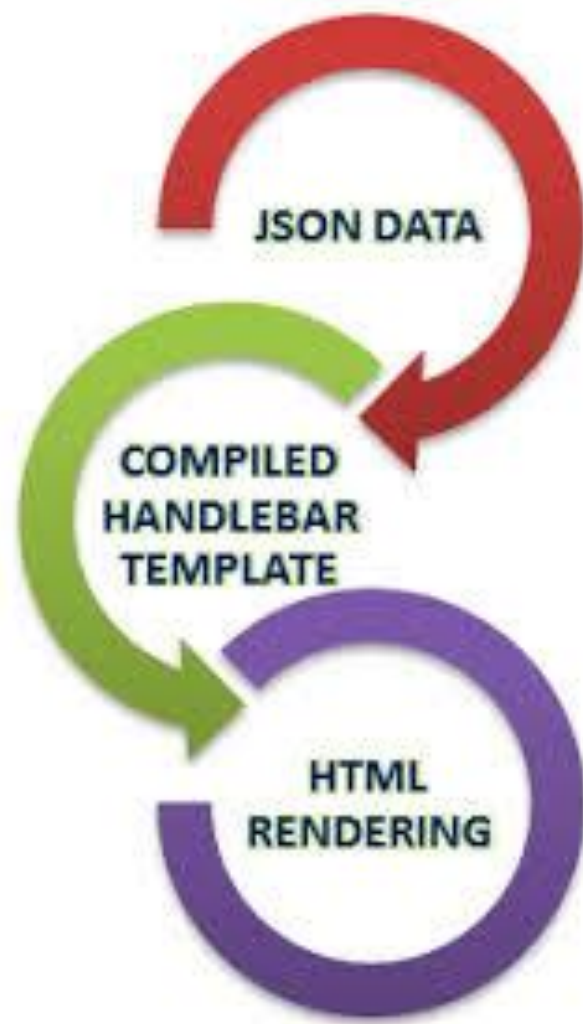 JSON DATA
COMPILED
HANDLEBAR
TEMPLATE
HTML
RENDERING